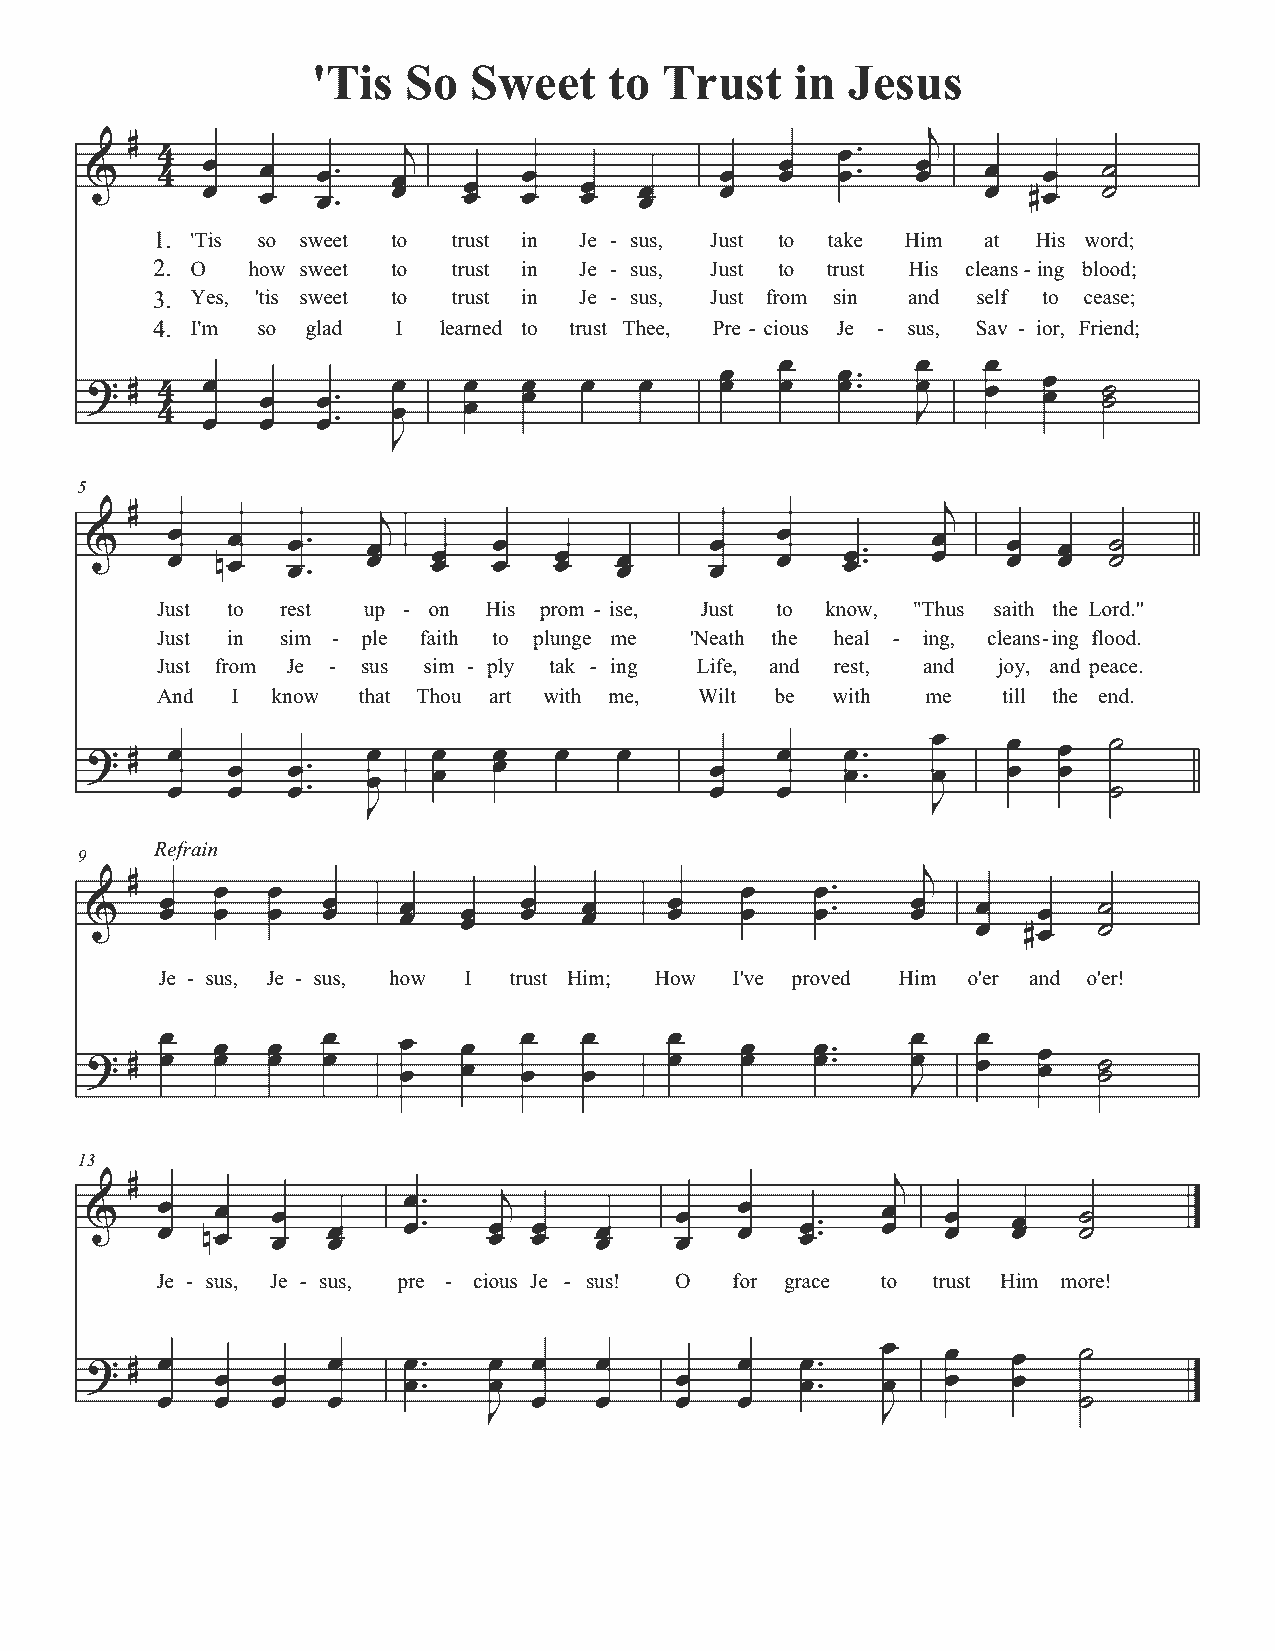 'Tis So Sweet to Trust in Jesus
4 4
1. 'Tis so sweet to trust in Je - sus, Just to take Him at His word;
2. O how sweet to trust in Je - sus, Just to trust His cleans - ing blood;
3. Yes, 'tis sweet to trust in Je - sus, Just from sin and self to cease;
4. I'm so glad I learned to trust Thee, Pre - cious Je - sus, Sav - ior, Friend;
4 4
5
Just to rest up - on His prom - ise, Just to know, "Thus saith the Lord."
Just in sim - ple faith to plunge me 'Neath the heal - ing, cleans-ing flood.
Just from Je - sus sim - ply tak - ing Life, and rest, and joy, and peace.
And I know that Thou art with me, Wilt be with me till the end.
9 Refrain
Je - sus, Je - sus, how I trust Him; How I've proved Him o'er and o'er!
13
Je - sus, Je - sus, pre - cious Je - sus! O for grace to trust Him more!